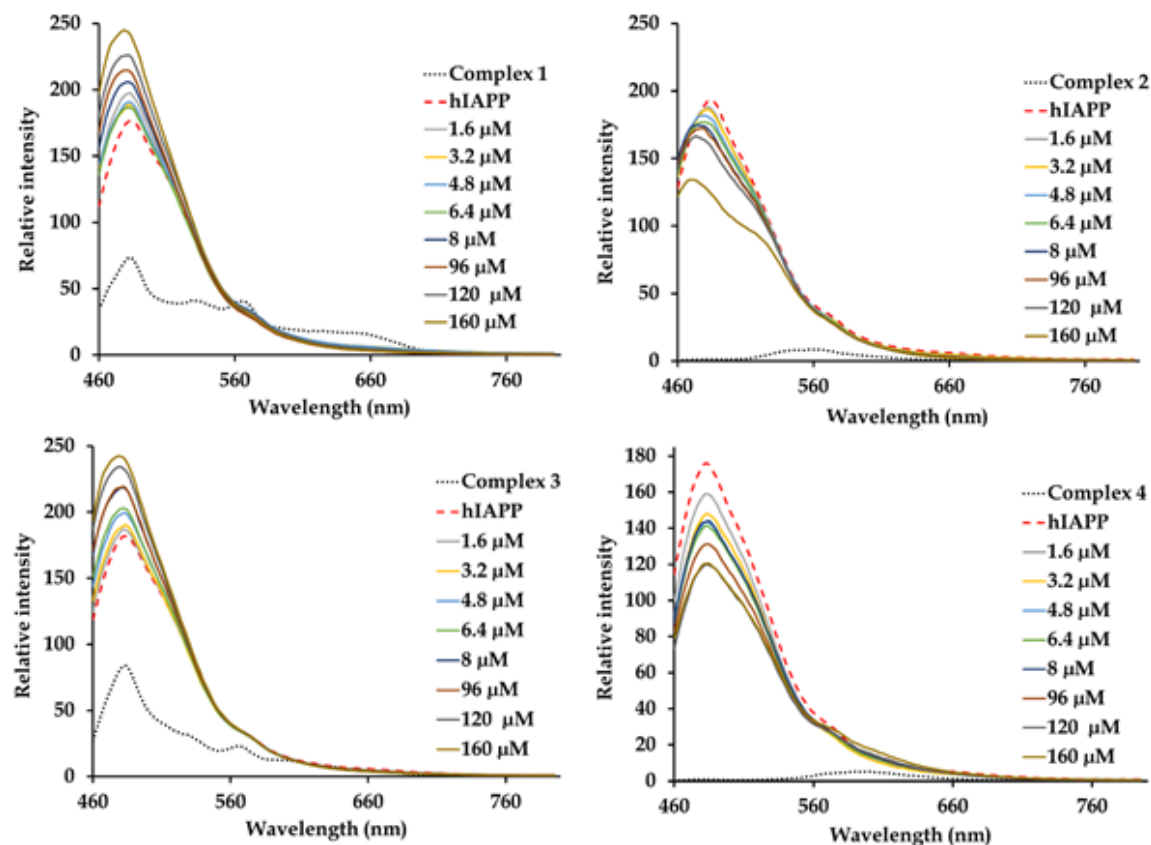 250
200
150
100
50
0
Relative intensity
460
560
660
760
Wavelength (nm)
Complex 1
hIAPP
1.6 µM
3.2 µM
4.8 µM
6.4 µM
8 µM
96 µM
120 µM
160 µM
250
200
150
100
50
0
Relative intensity
460
560
660
760
Wavelength (nm)
Complex 2
hIAPP
1.6 µM
3.2 µM
4.8 µM
6.4 µM
8 µM
96 µM
120 µM
160 µM
250
200
150
100
50
0
Relative intensity
460
560
660
760
Wavelength (nm)
Complex 3
hIAPP
1.6 µM
3.2 µM
4.8 µM
6.4 µM
8 µM
96 µM
120 µM
160 µM
180
160
140
120
100
80
60
40
20
0
Relative intensity
460
560
660
760
Wavelength (nm)
Complex 4
hIAPP
1.6 µM
3.2 µM
4.8 µM
6.4 µM
8 µM
96 µM
120 µM
160 µM